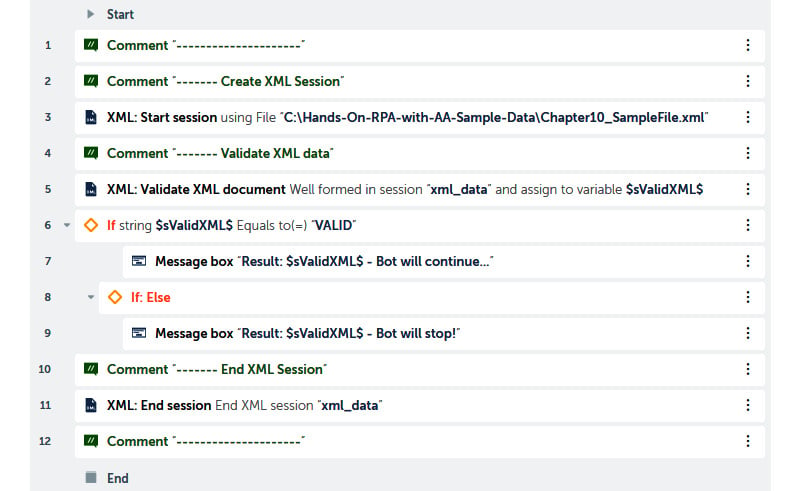 Start
1 Comment "---------------------"
2 Comment "------- Create XML Session"
3 XML: Start session using File "C:\Hands-On-RPA-with-AA-Sample-Data\Chapter10_SampleFile.xml"
4 Comment "------- Validate XML data"
5 XML: Validate XML document Well formed in session "xml_data" and assign to variable $sValidXML$
6 If string $sValidXML$ Equals to(=) "VALID"
7 Message box "Result: $sValidXML$ - Bot will continue..."
8 If: Else
9 Message box "Result: $sValidXML$ - Bot will stop!"
10 Comment "------- End XML Session"
11 XML: End session End XML session "xml_data"
12 Comment "---------------------"
End